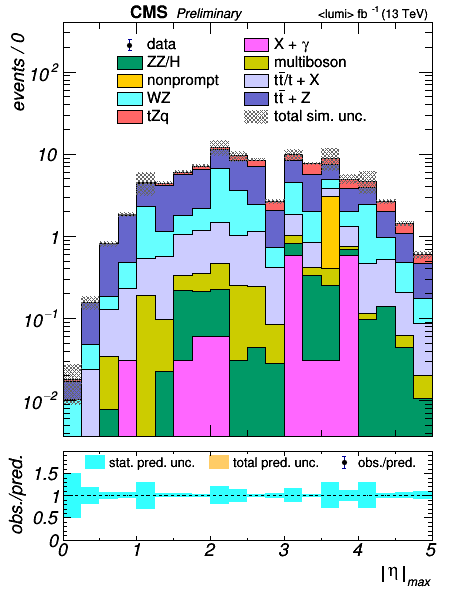 CMS Preliminary <lumi> fb⁻¹ (13 TeV)
events / 0
data
ZZ/H
nonprompt
WZ
tZq
X + γ
multiboson
tt̅/t + X
tt̅ + Z
total sim. unc.
10²
10
1
10⁻¹
10⁻²
stat. pred. unc. total pred. unc. obs./pred.
obs./pred.
1.5
1
0.5
0
0 1 2 3 4 5
|η|max